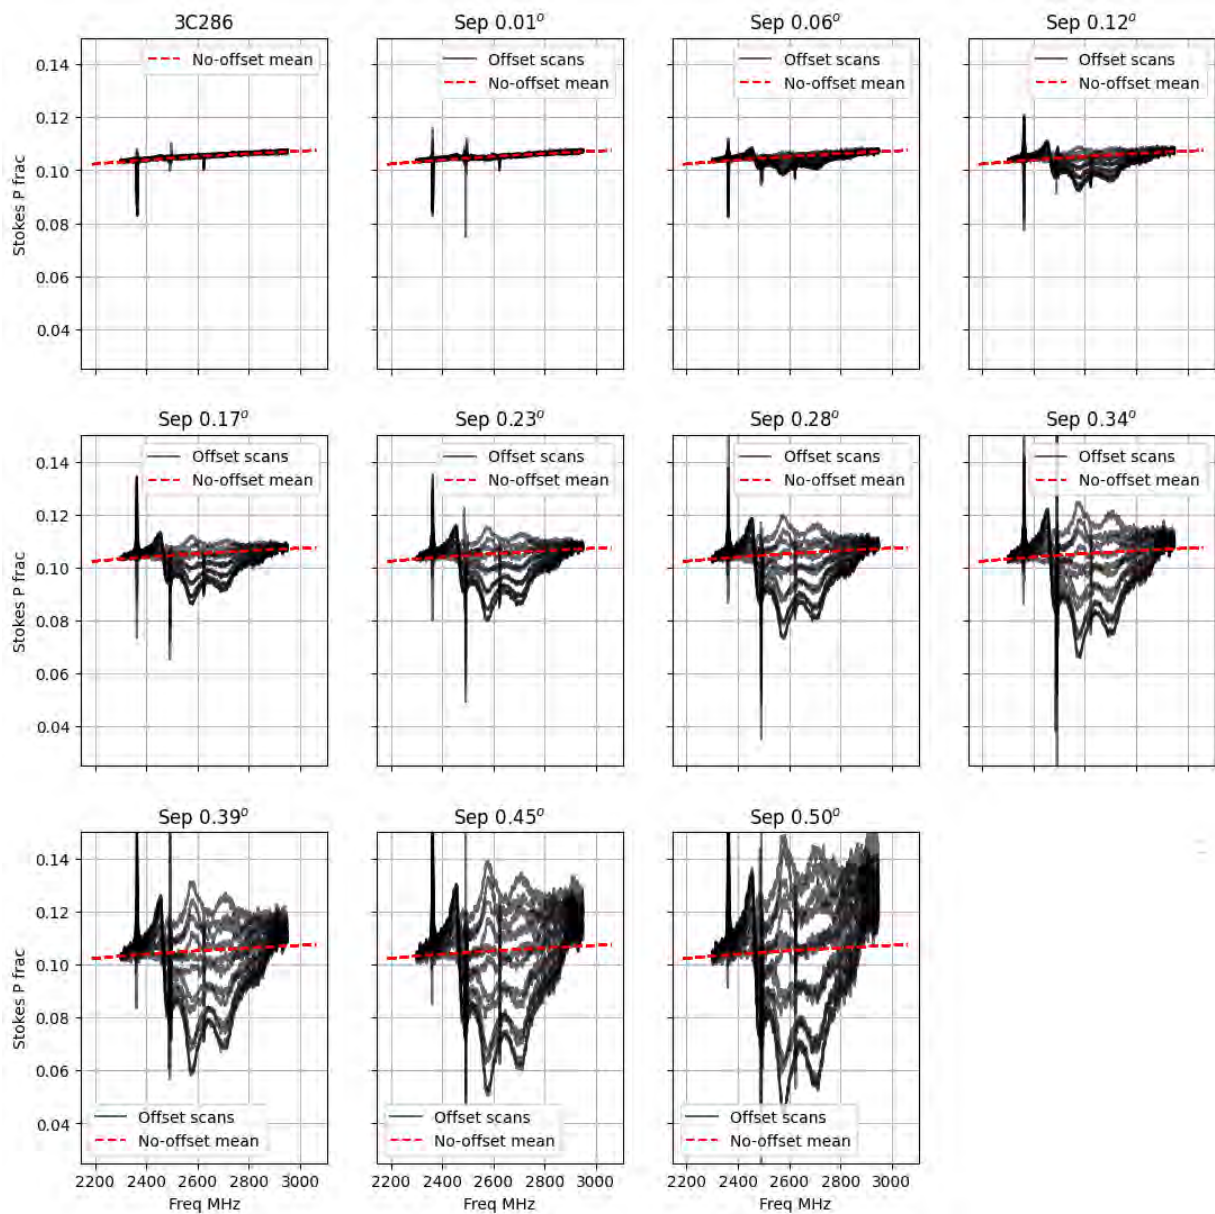 3C286
Sep 0.01°
Sep 0.06°
Sep 0.12°
No-offset mean
Offset scans
No-offset mean
Offset scans
No-offset mean
Offset scans
No-offset mean
0.14
0.12
0.10
0.08
0.06
0.04
Stokes P frac
Sep 0.17°
Sep 0.23°
Sep 0.28°
Sep 0.34°
Offset scans
No-offset mean
Offset scans
No-offset mean
Offset scans
No-offset mean
Offset scans
No-offset mean
0.14
0.12
0.10
0.08
0.06
0.04
Stokes P frac
Sep 0.39°
Sep 0.45°
Sep 0.50°
0.14
0.12
0.10
0.08
0.06
0.04
Stokes P frac
Offset scans
No-offset mean
Offset scans
No-offset mean
Offset scans
No-offset mean
2200 2400 2600 2800 3000
2200 2400 2600 2800 3000
2200 2400 2600 2800 3000
Freq MHz
Freq MHz
Freq MHz